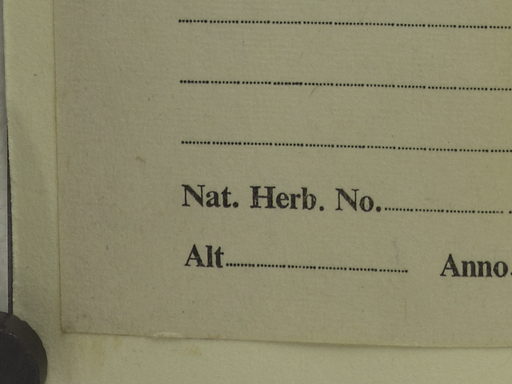 Nat. Herb. No.
Alt Anno.